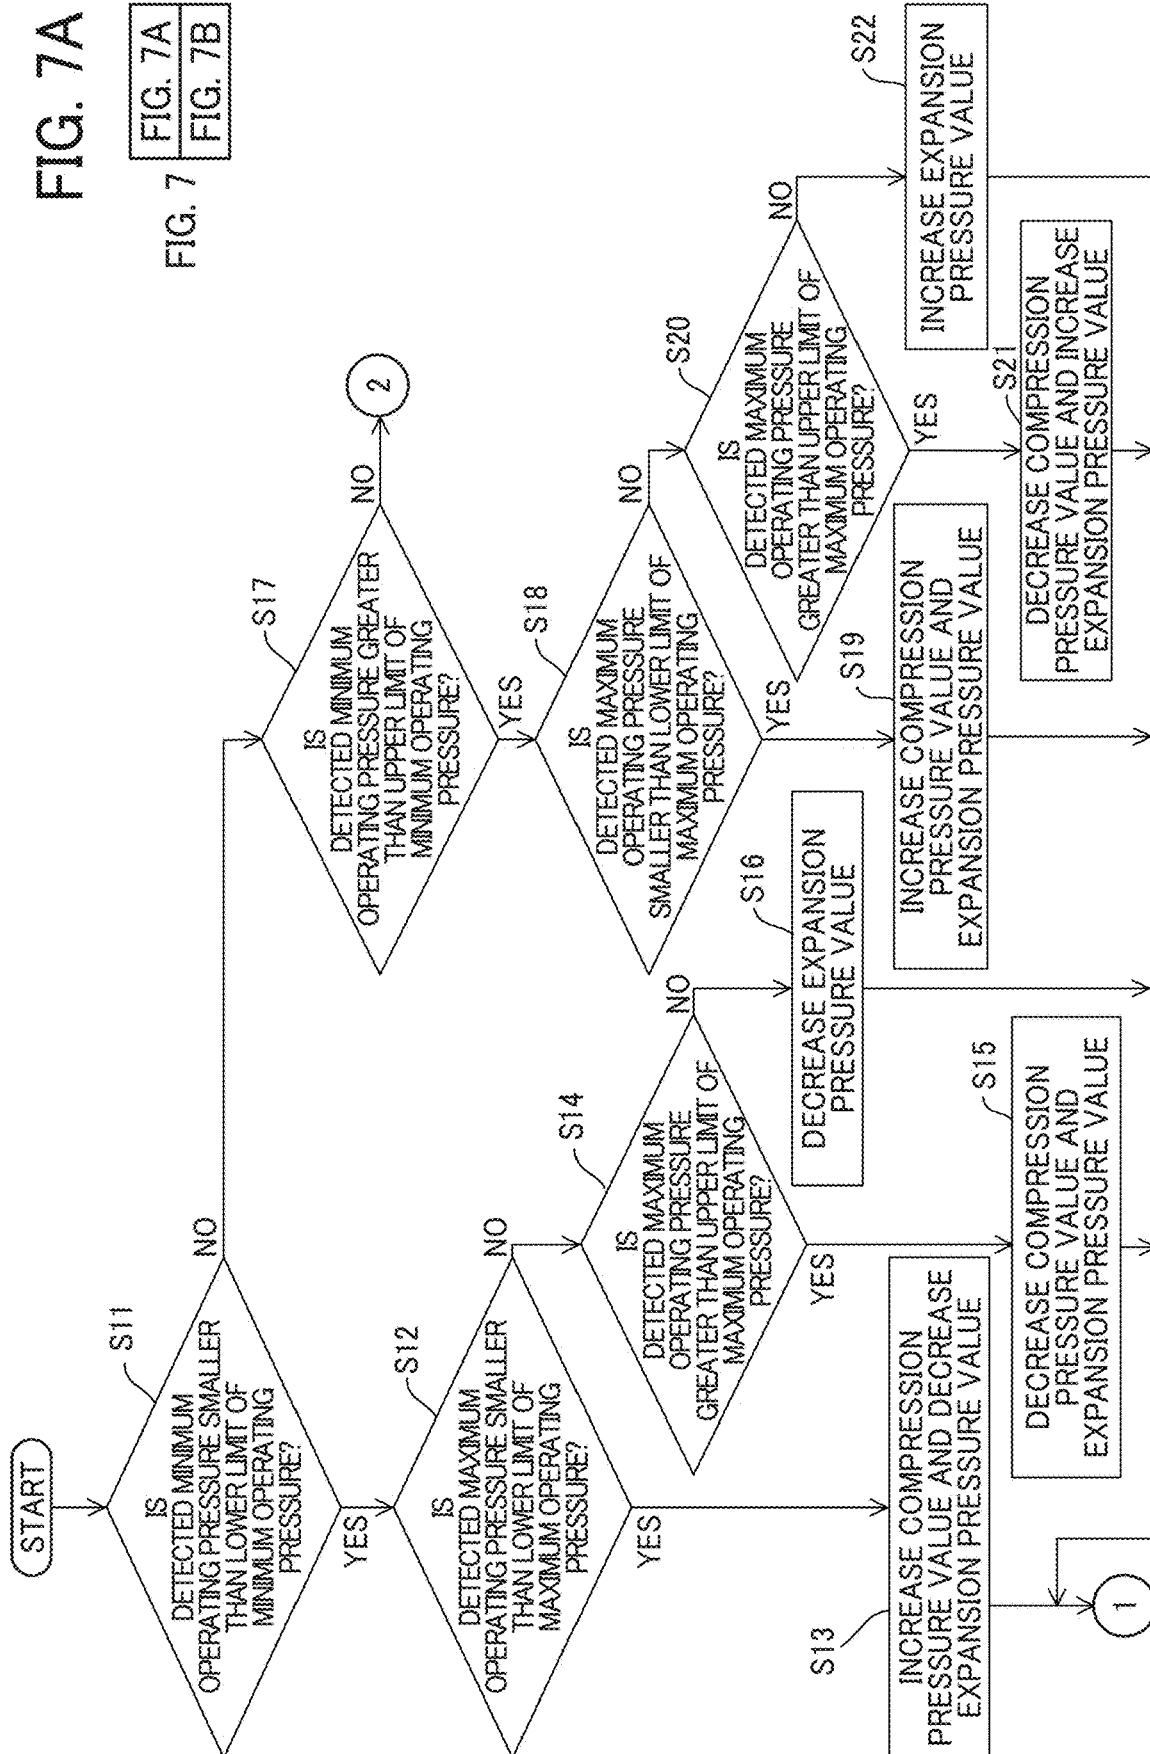 FIG. 7A
FIG. 7
FIG. 7A
FIG. 7B
START
S11
IS
DETECTED MINIMUM
OPERATING PRESSURE SMALLER
THAN LOWER LIMIT OF
MINIMUM OPERATING
PRESSURE?
NO
YES
S12
IS
DETECTED MAXIMUM
OPERATING PRESSURE SMALLER
THAN LOWER LIMIT OF
MAXIMUM OPERATING
PRESSURE?
NO
YES
S13
INCREASE COMPRESSION
PRESSURE VALUE AND DECREASE
EXPANSION PRESSURE VALUE
1
S14
IS
DETECTED MAXIMUM
OPERATING PRESSURE
GREATER THAN UPPER LIMIT OF
MAXIMUM OPERATING
PRESSURE?
NO
YES
S15
DECREASE COMPRESSION
PRESSURE VALUE AND
EXPANSION PRESSURE VALUE
S16
DECREASE EXPANSION
PRESSURE VALUE
S17
IS
DETECTED MINIMUM
OPERATING PRESSURE GREATER
THAN UPPER LIMIT OF
MINIMUM OPERATING
PRESSURE?
NO
2
YES
S18
IS
DETECTED MAXIMUM
OPERATING PRESSURE
SMALLER THAN LOWER LIMIT OF
MAXIMUM OPERATING
PRESSURE?
NO
YES
S19
INCREASE COMPRESSION
PRESSURE VALUE AND
EXPANSION PRESSURE VALUE
S20
IS
DETECTED MAXIMUM
OPERATING PRESSURE
GREATER THAN UPPER LIMIT OF
MAXIMUM OPERATING
PRESSURE?
NO
YES
S21
DECREASE COMPRESSION
PRESSURE VALUE AND INCREASE
EXPANSION PRESSURE VALUE
S22
INCREASE EXPANSION
PRESSURE VALUE